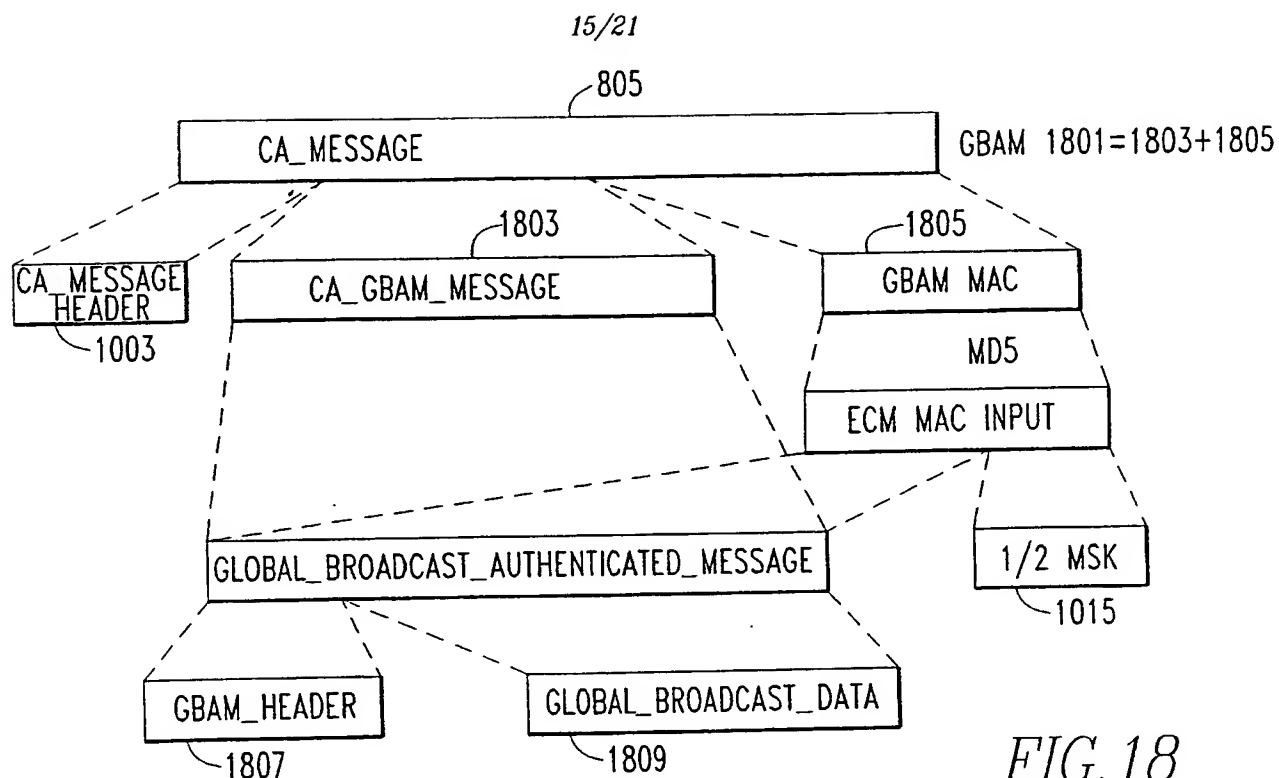 15/21
805
CA_MESSAGE
GBAM 1801=1803+1805
1803
1805
CA_MESSAGE
HEADER
CA_GBAM_MESSAGE
GBAM MAC
1003
MD5
ECM MAC INPUT
GLOBAL_BROADCAST_AUTHENTICATED_MESSAGE
1/2 MSK
1015
GBAM_HEADER
GLOBAL_BROADCAST_DATA
1807
1809
FIG. 18